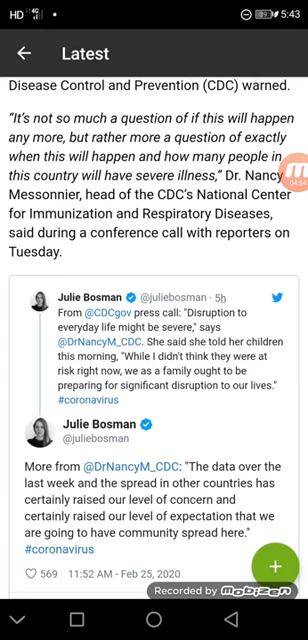 HD 4G 59 5:43
Latest
Disease Control and Prevention (CDC) warned.
“It’s not so much a question of if this will happen
any more, but rather more a question of exactly
when this will happen and how many people in
this country will have severe illness,” Dr. Nancy
Messonnier, head of the CDC’s National Center
for Immunization and Respiratory Diseases,
said during a conference call with reporters on
Tuesday.
04:54
Julie Bosman @juliebosman · 5h
From @CDCgov press call: "Disruption to
everyday life might be severe," says
@DrNancyM_CDC. She said she told her children
this morning, "While I didn't think they were at
risk right now, we as a family ought to be
preparing for significant disruption to our lives."
#coronavirus
Julie Bosman
@juliebosman
More from @DrNancyM_CDC: "The data over the
last week and the spread in other countries has
certainly raised our level of concern and
certainly raised our level of expectation that we
are going to have community spread here."
#coronavirus
569 11:52 AM - Feb 25, 2020
+
Recorded by Mobizen